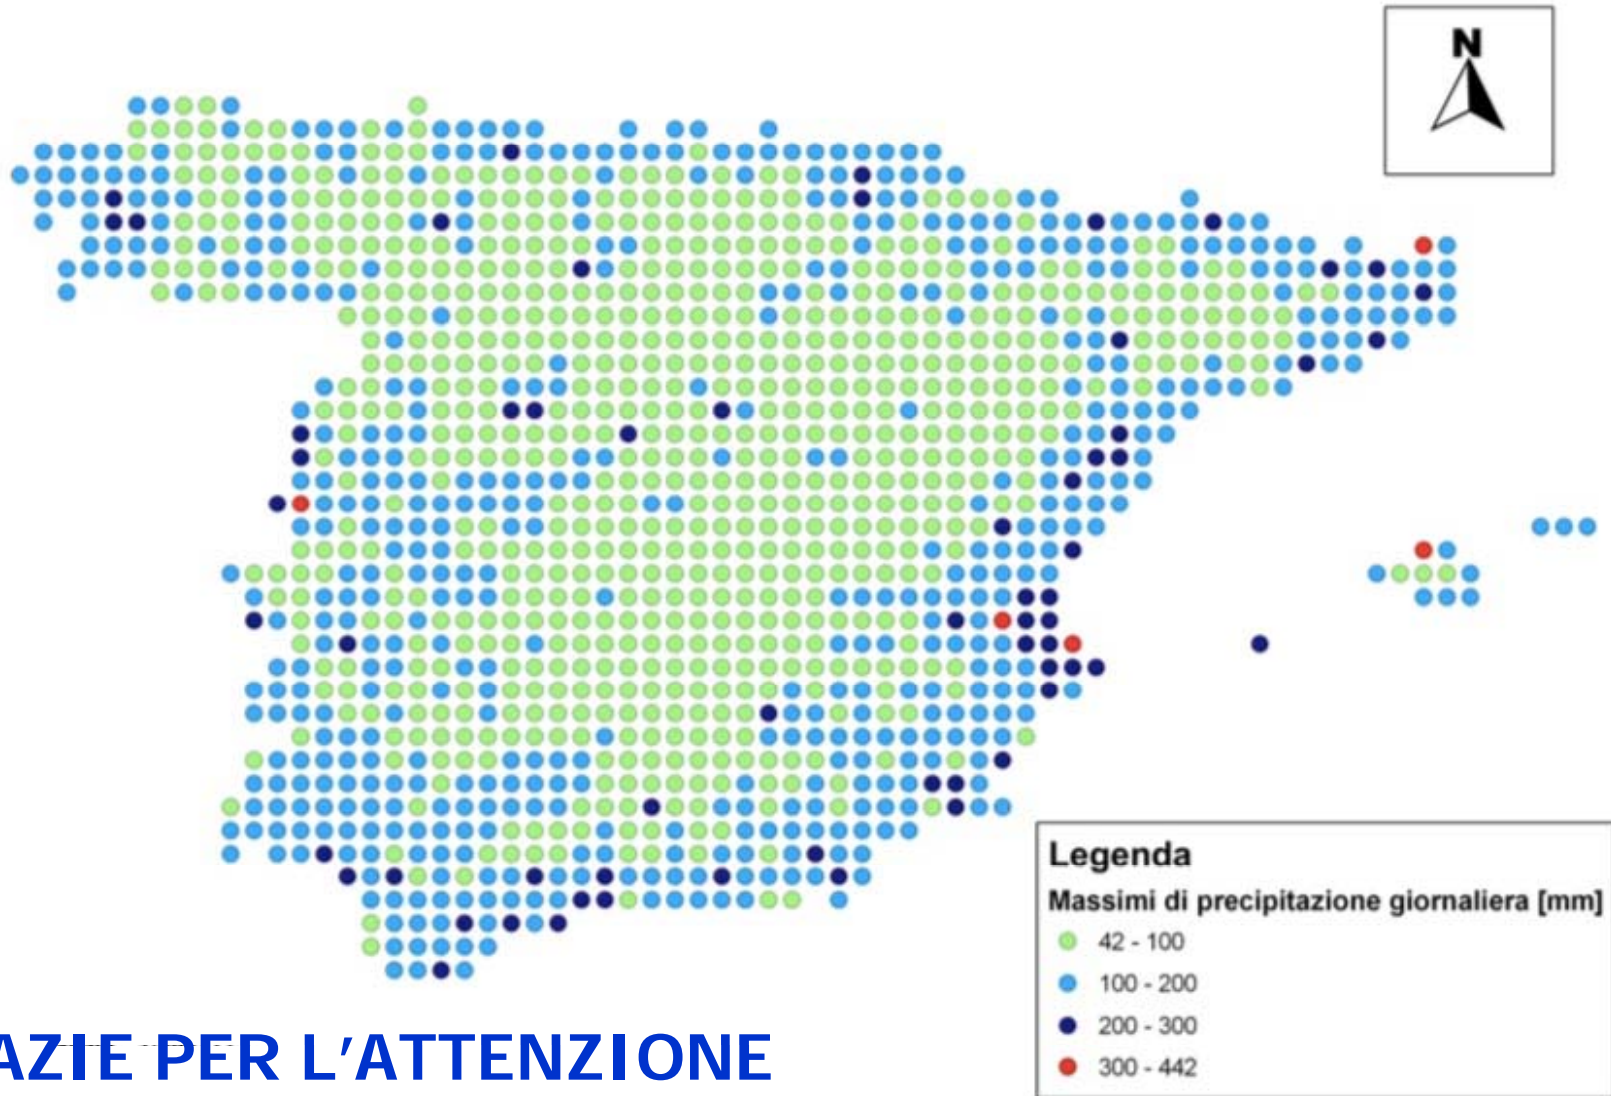 N
Legenda
Massimi di precipitazione giornaliera [mm]
42 - 100
100 - 200
200 - 300
300 - 442
AZIE PER L'ATTENZIONE